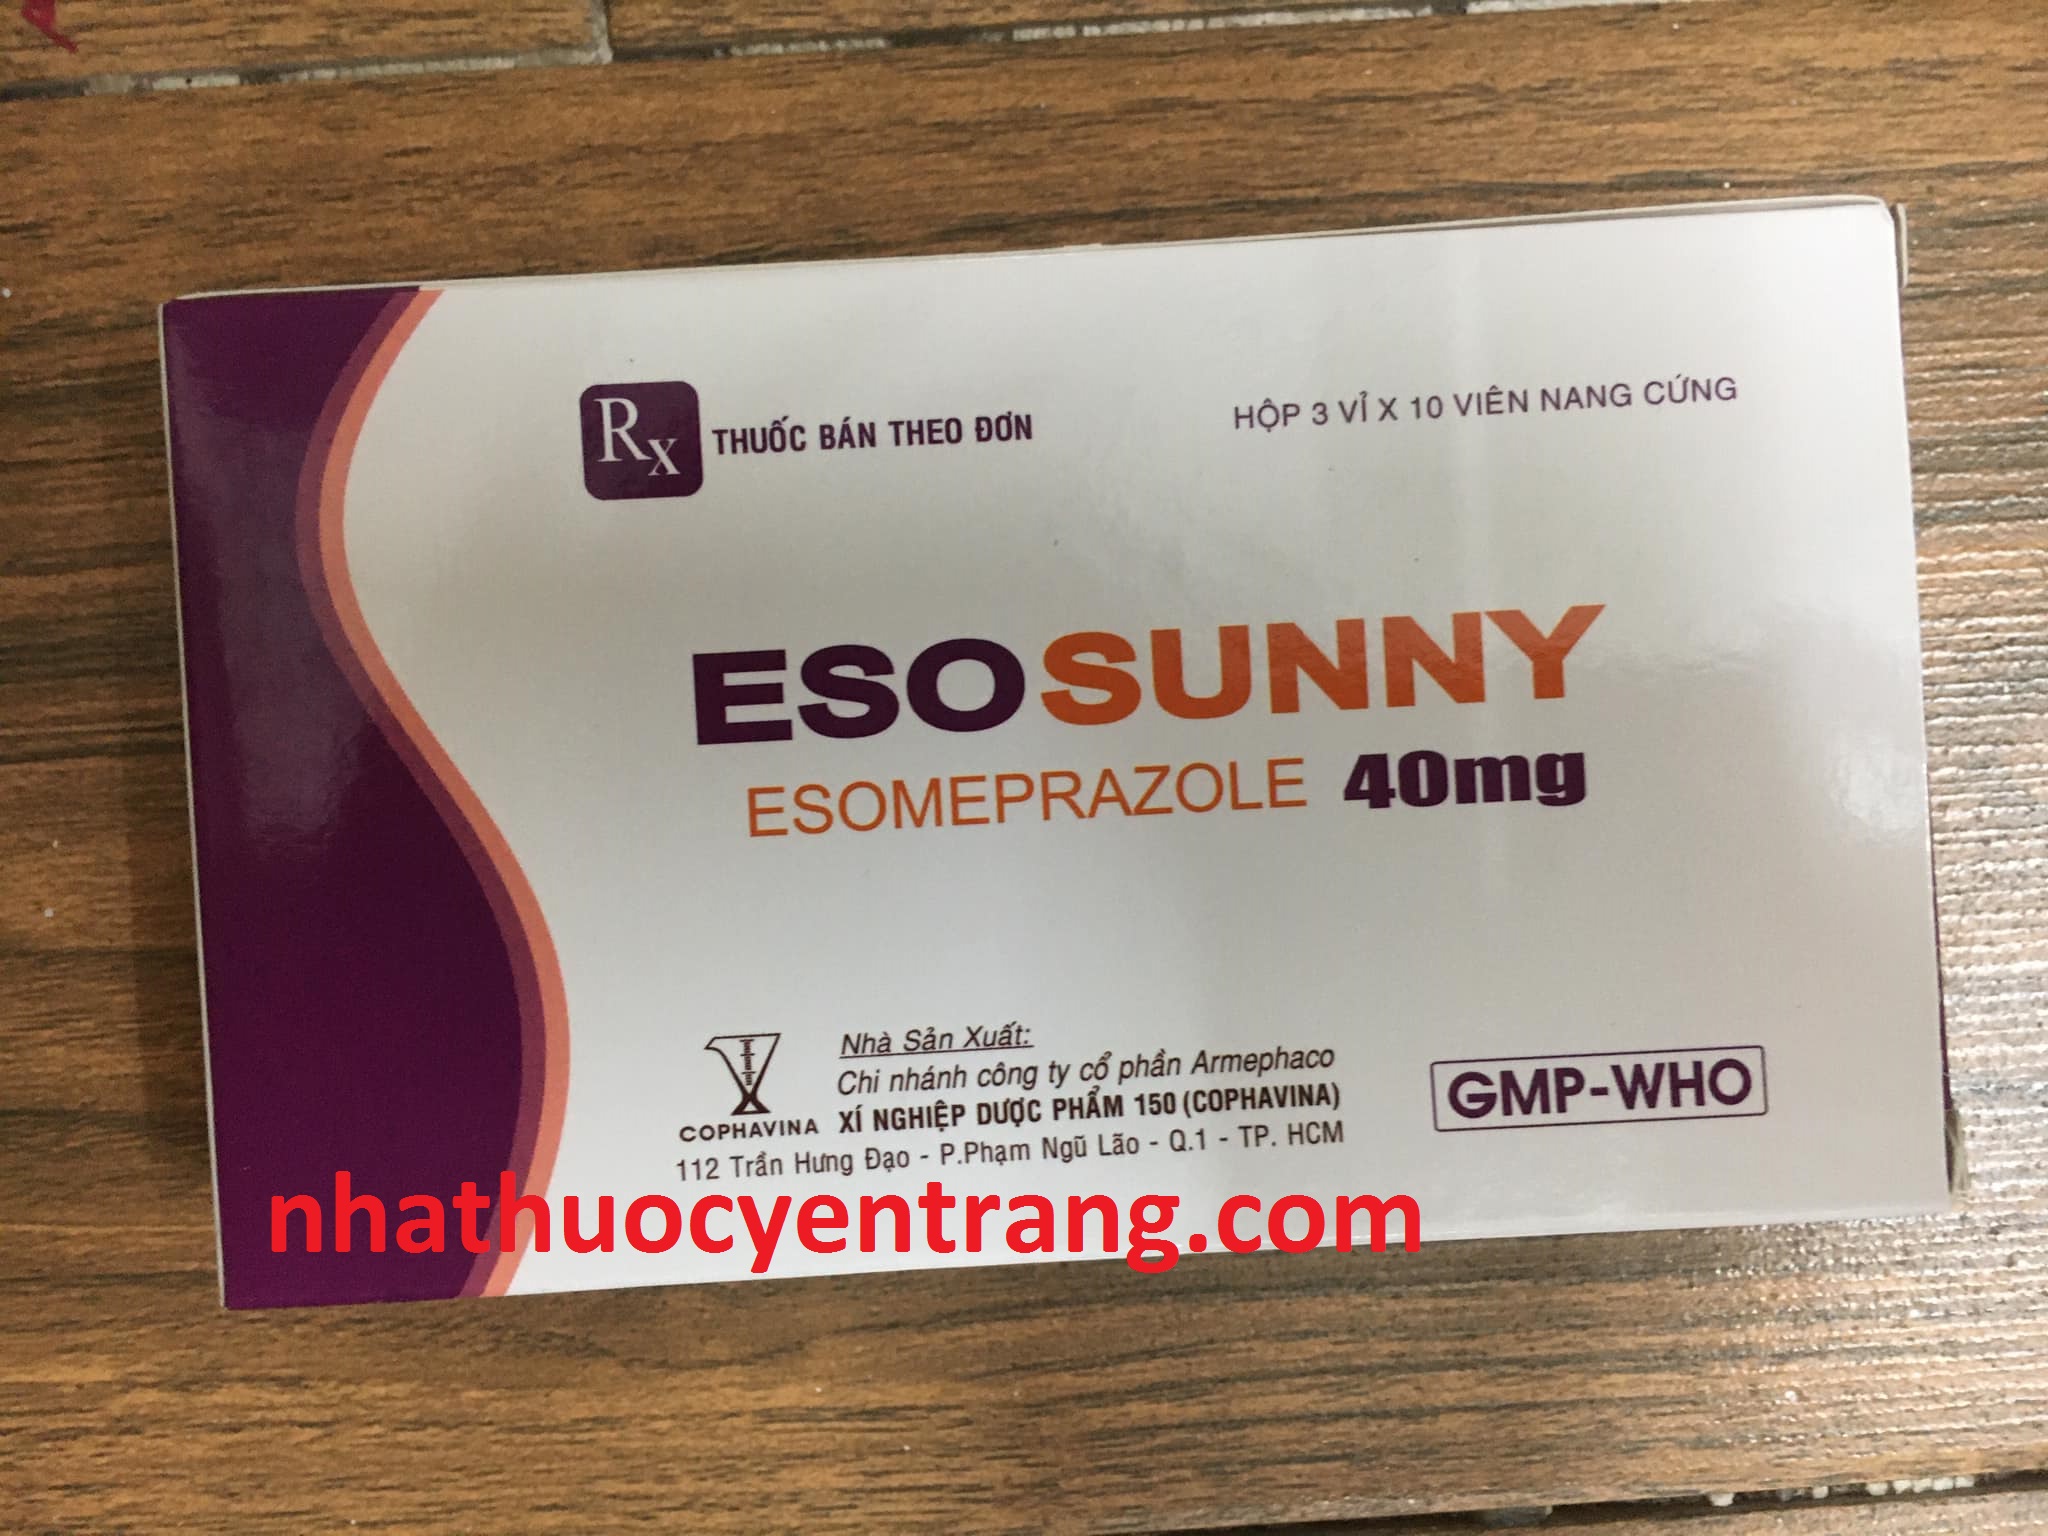 Rx THUỐC BÁN THEO ĐƠN
HỘP 3 VỈ X 10 VIÊN NANG CỨNG
ESOSUNNY
ESOMEPRAZOLE 40mg
Nhà Sản Xuất:
Chi nhánh công ty cổ phần Armephaco
COPHAVINA XÍ NGHIỆP DƯỢC PHẨM 150 (COPHAVINA)
112 Trần Hưng Đạo - P.Phạm Ngũ Lão - Q.1 - TP. HCM
GMP-WHO
nhathuocyentrang.com